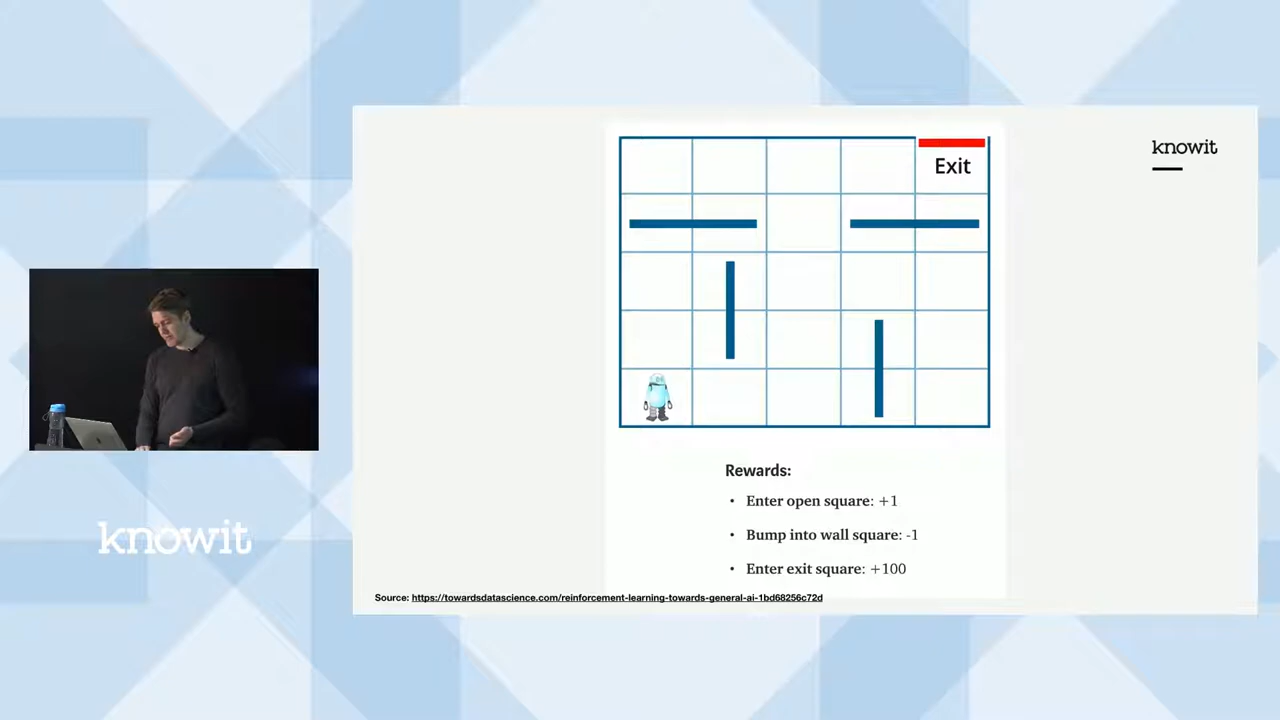 knowit
Exit
Rewards:
• Enter open square: +1
• Bump into wall square: -1
• Enter exit square: +100
knowit
Source: https://towardsdatascience.com/reinforcement-learning-towards-general-ai-1bd68256c72d